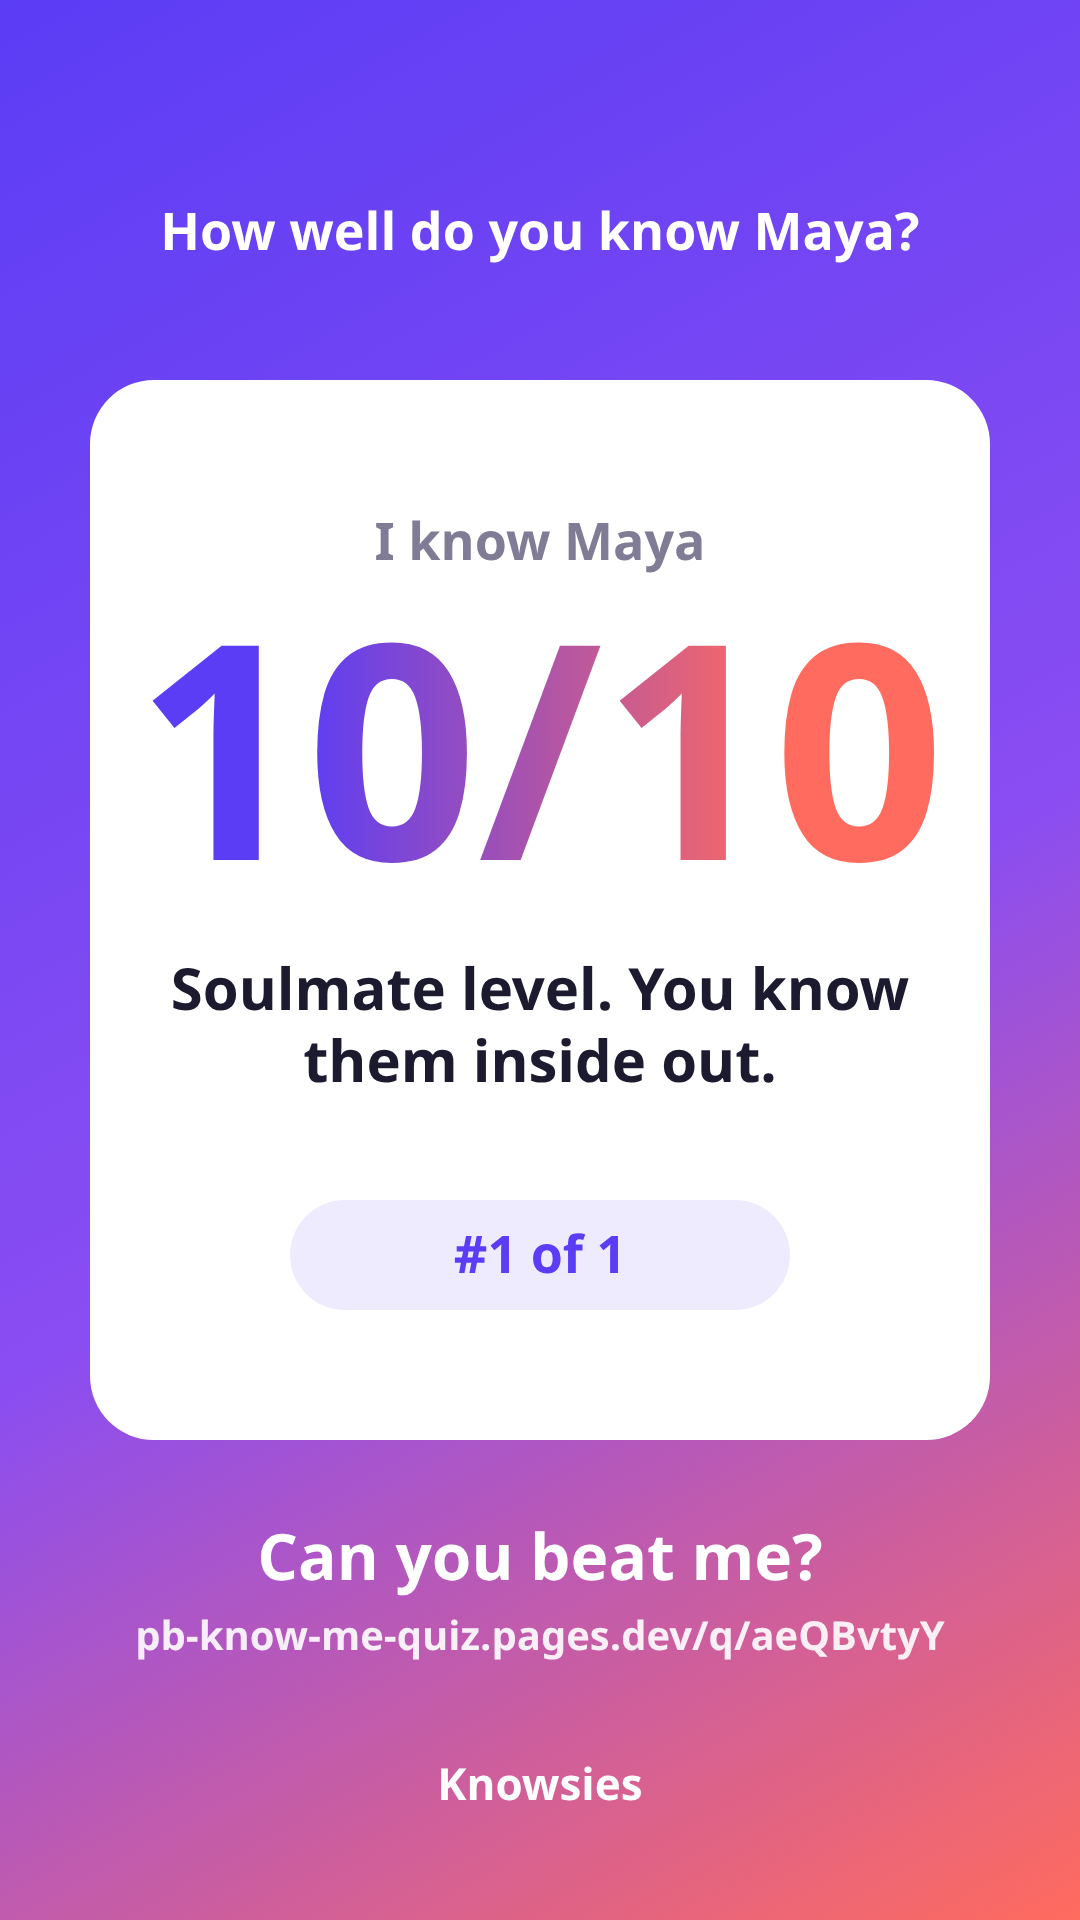 How well do you know Maya?
I know Maya
10/10
Soulmate level. You know
them inside out.
#1 of 1
Can you beat me?
pb-know-me-quiz.pages.dev/q/aeQBvtyY
Knowsies